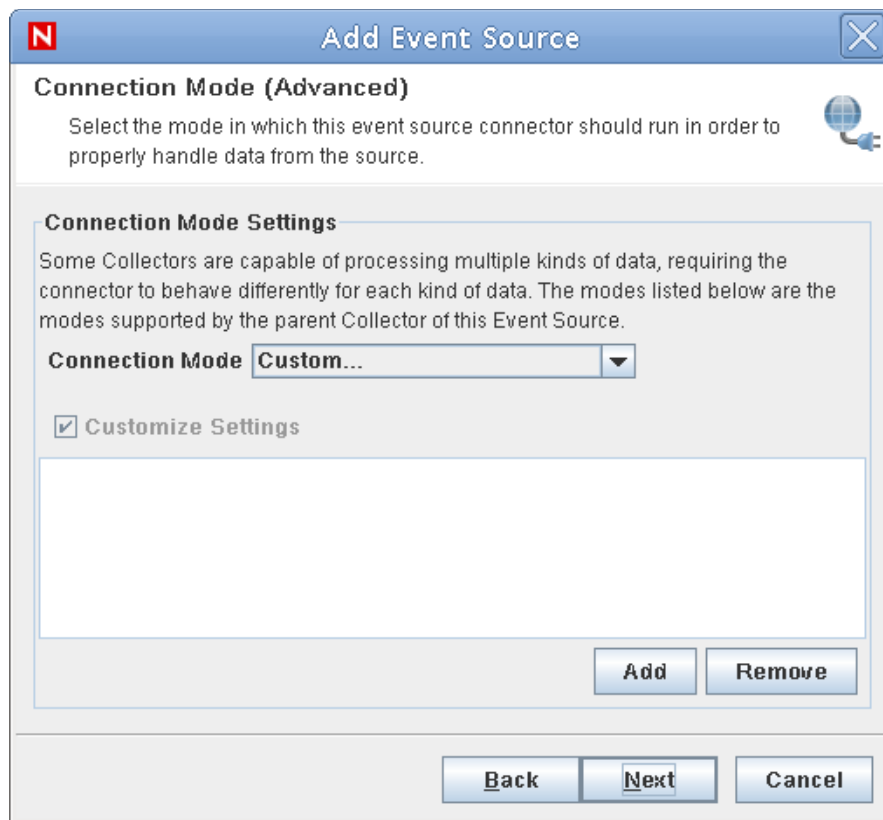 N
Add Event Source
Connection Mode (Advanced)
Select the mode in which this event source connector should run in order to
properly handle data from the source.
Connection Mode Settings
Some Collectors are capable of processing multiple kinds of data, requiring the
connector to behave differently for each kind of data. The modes listed below are the
modes supported by the parent Collector of this Event Source.
Connection Mode Custom...
Customize Settings
Add Remove
Back Next Cancel